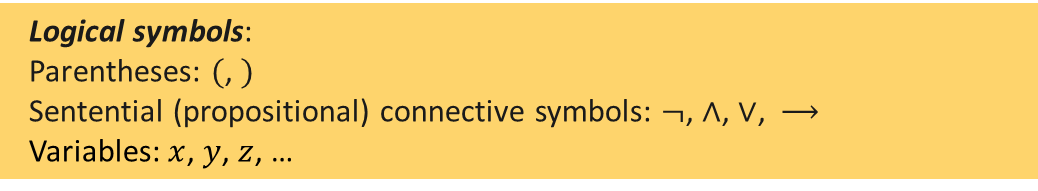 Logical symbols:
Parentheses: (, )
Sentential (propositional) connective symbols: ¬, ∧, ∨, ⟶
Variables: x, y, z, ...